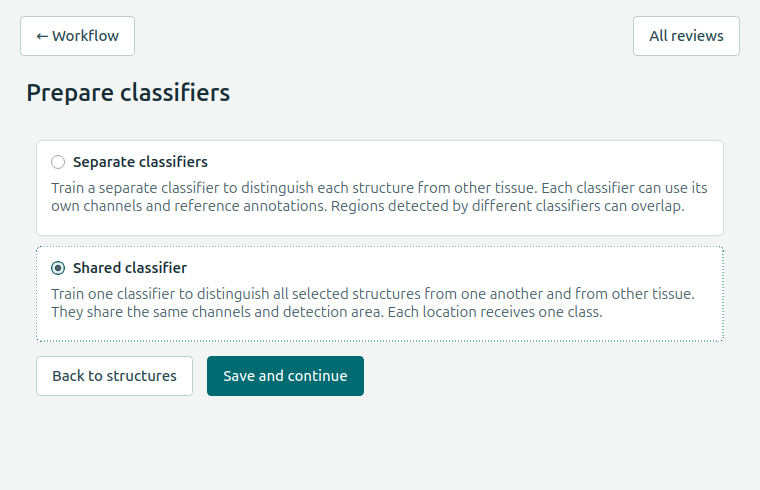 ← Workflow
All reviews
Prepare classifiers
Separate classifiers
Train a separate classifier to distinguish each structure from other tissue. Each classifier can use its
own channels and reference annotations. Regions detected by different classifiers can overlap.
Shared classifier
Train one classifier to distinguish all selected structures from one another and from other tissue.
They share the same channels and detection area. Each location receives one class.
Back to structures
Save and continue